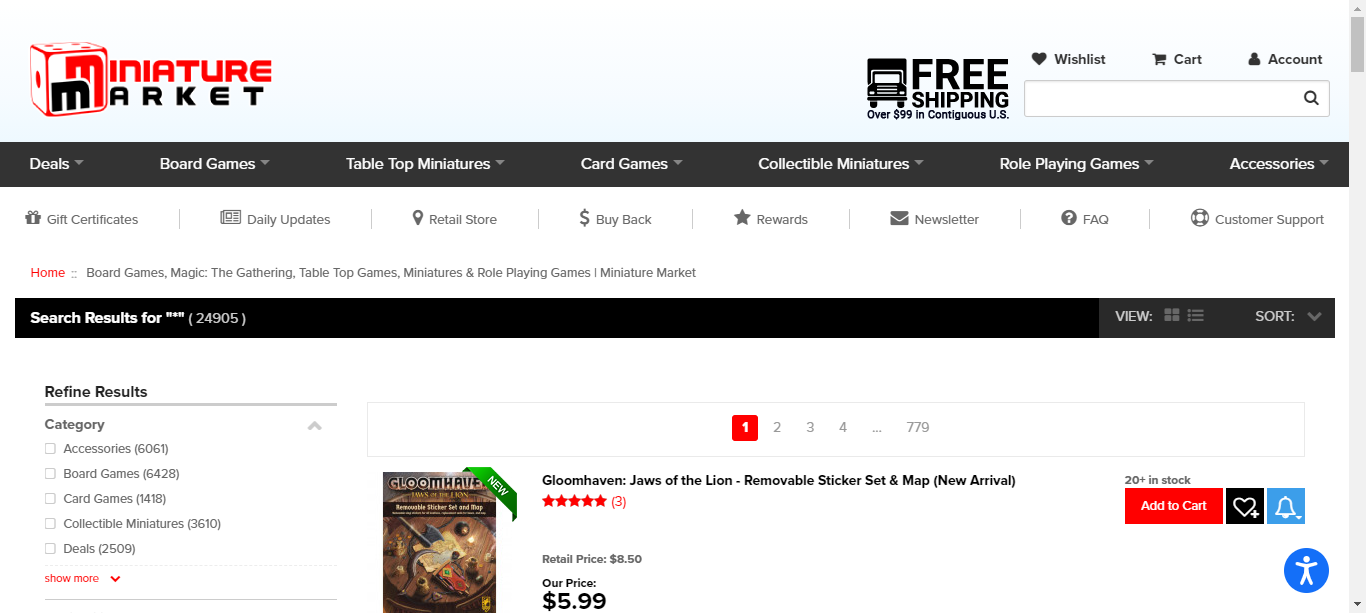 MINIATURE
MARKET
FREE
SHIPPING
Over $99 in Contiguous U.S.
Wishlist
Cart
Account
Deals
Board Games
Table Top Miniatures
Card Games
Collectible Miniatures
Role Playing Games
Accessories
Gift Certificates
Daily Updates
Retail Store
Buy Back
Rewards
Newsletter
FAQ
Customer Support
Home :: Board Games, Magic: The Gathering, Table Top Games, Miniatures & Role Playing Games | Miniature Market
Search Results for "*" ( 24905 )
VIEW:
SORT:
Refine Results
Category
Accessories (6061)
Board Games (6428)
Card Games (1418)
Collectible Miniatures (3610)
Deals (2509)
show more
1 2 3 4 ... 779
GLOOMHAVEN
JAWS OF THE LION
Removable Sticker Set and Map
NEW
Gloomhaven: Jaws of the Lion - Removable Sticker Set & Map (New Arrival)
(3)
Retail Price: $8.50
Our Price:
$5.99
20+ in stock
Add to Cart